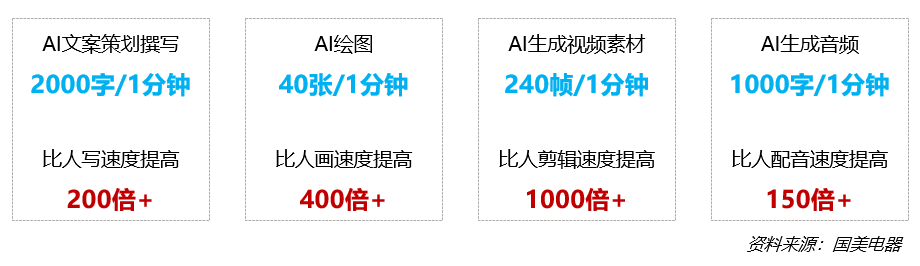 AI文案策划撰写
2000字/1分钟
比人写速度提高
200倍+
AI绘图
40张/1分钟
比人画速度提高
400倍+
AI生成视频素材
240帧/1分钟
比人剪辑速度提高
1000倍+
AI生成音频
1000字/1分钟
比人配音速度提高
150倍+
资料来源：国美电器